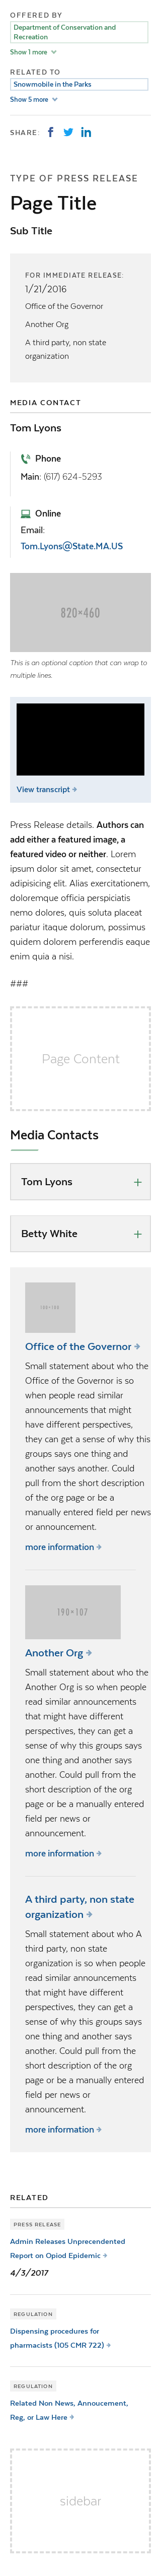 OFFERED BY
Department of Conservation and
Recreation
Show 1 more
RELATED TO
Snowmobile in the Parks
Show 5 more
SHARE:
TYPE OF PRESS RELEASE
Page Title
Sub Title
FOR IMMEDIATE RELEASE:
1/21/2016
Office of the Governor
Another Org
A third party, non state
organization
MEDIA CONTACT
Tom Lyons
Phone
Main: (617) 624-5293
Online
Email:
Tom.Lyons@State.MA.US
820×460
This is an optional caption that can wrap to
multiple lines.
View transcript
Press Release details. Authors can
add either a featured image, a
featured video or neither. Lorem
ipsum dolor sit amet, consectetur
adipisicing elit. Alias exercitationem,
doloremque officia perspiciatis
nemo dolores, quis soluta placeat
pariatur itaque dolorum, possimus
quidem dolorem perferendis eaque
enim quia a nisi.
###
Page Content
Media Contacts
Tom Lyons
Betty White
Office of the Governor
Small statement about who the
Office of the Governor is so
when people read similar
announcements that might
have different perspectives,
they can get a sense of why this
groups says one thing and
another says another. Could
pull from the short description
of the org page or be a
manually entered field per news
or announcement.
more information
190×107
Another Org
Small statement about who the
Another Org is so when people
read similar announcements
that might have different
perspectives, they can get a
sense of why this groups says
one thing and another says
another. Could pull from the
short description of the org
page or be a manually entered
field per news or
announcement.
more information
A third party, non state
organization
Small statement about who A
third party, non state
organization is so when people
read similar announcements
that might have different
perspectives, they can get a
sense of why this groups says
one thing and another says
another. Could pull from the
short description of the org
page or be a manually entered
field per news or
announcement.
more information
RELATED
PRESS RELEASE
Admin Releases Unprecendented
Report on Opiod Epidemic
4/3/2017
REGULATION
Dispensing procedures for
pharmacists (105 CMR 722)
REGULATION
Related Non News, Annoucement,
Reg, or Law Here
sidebar